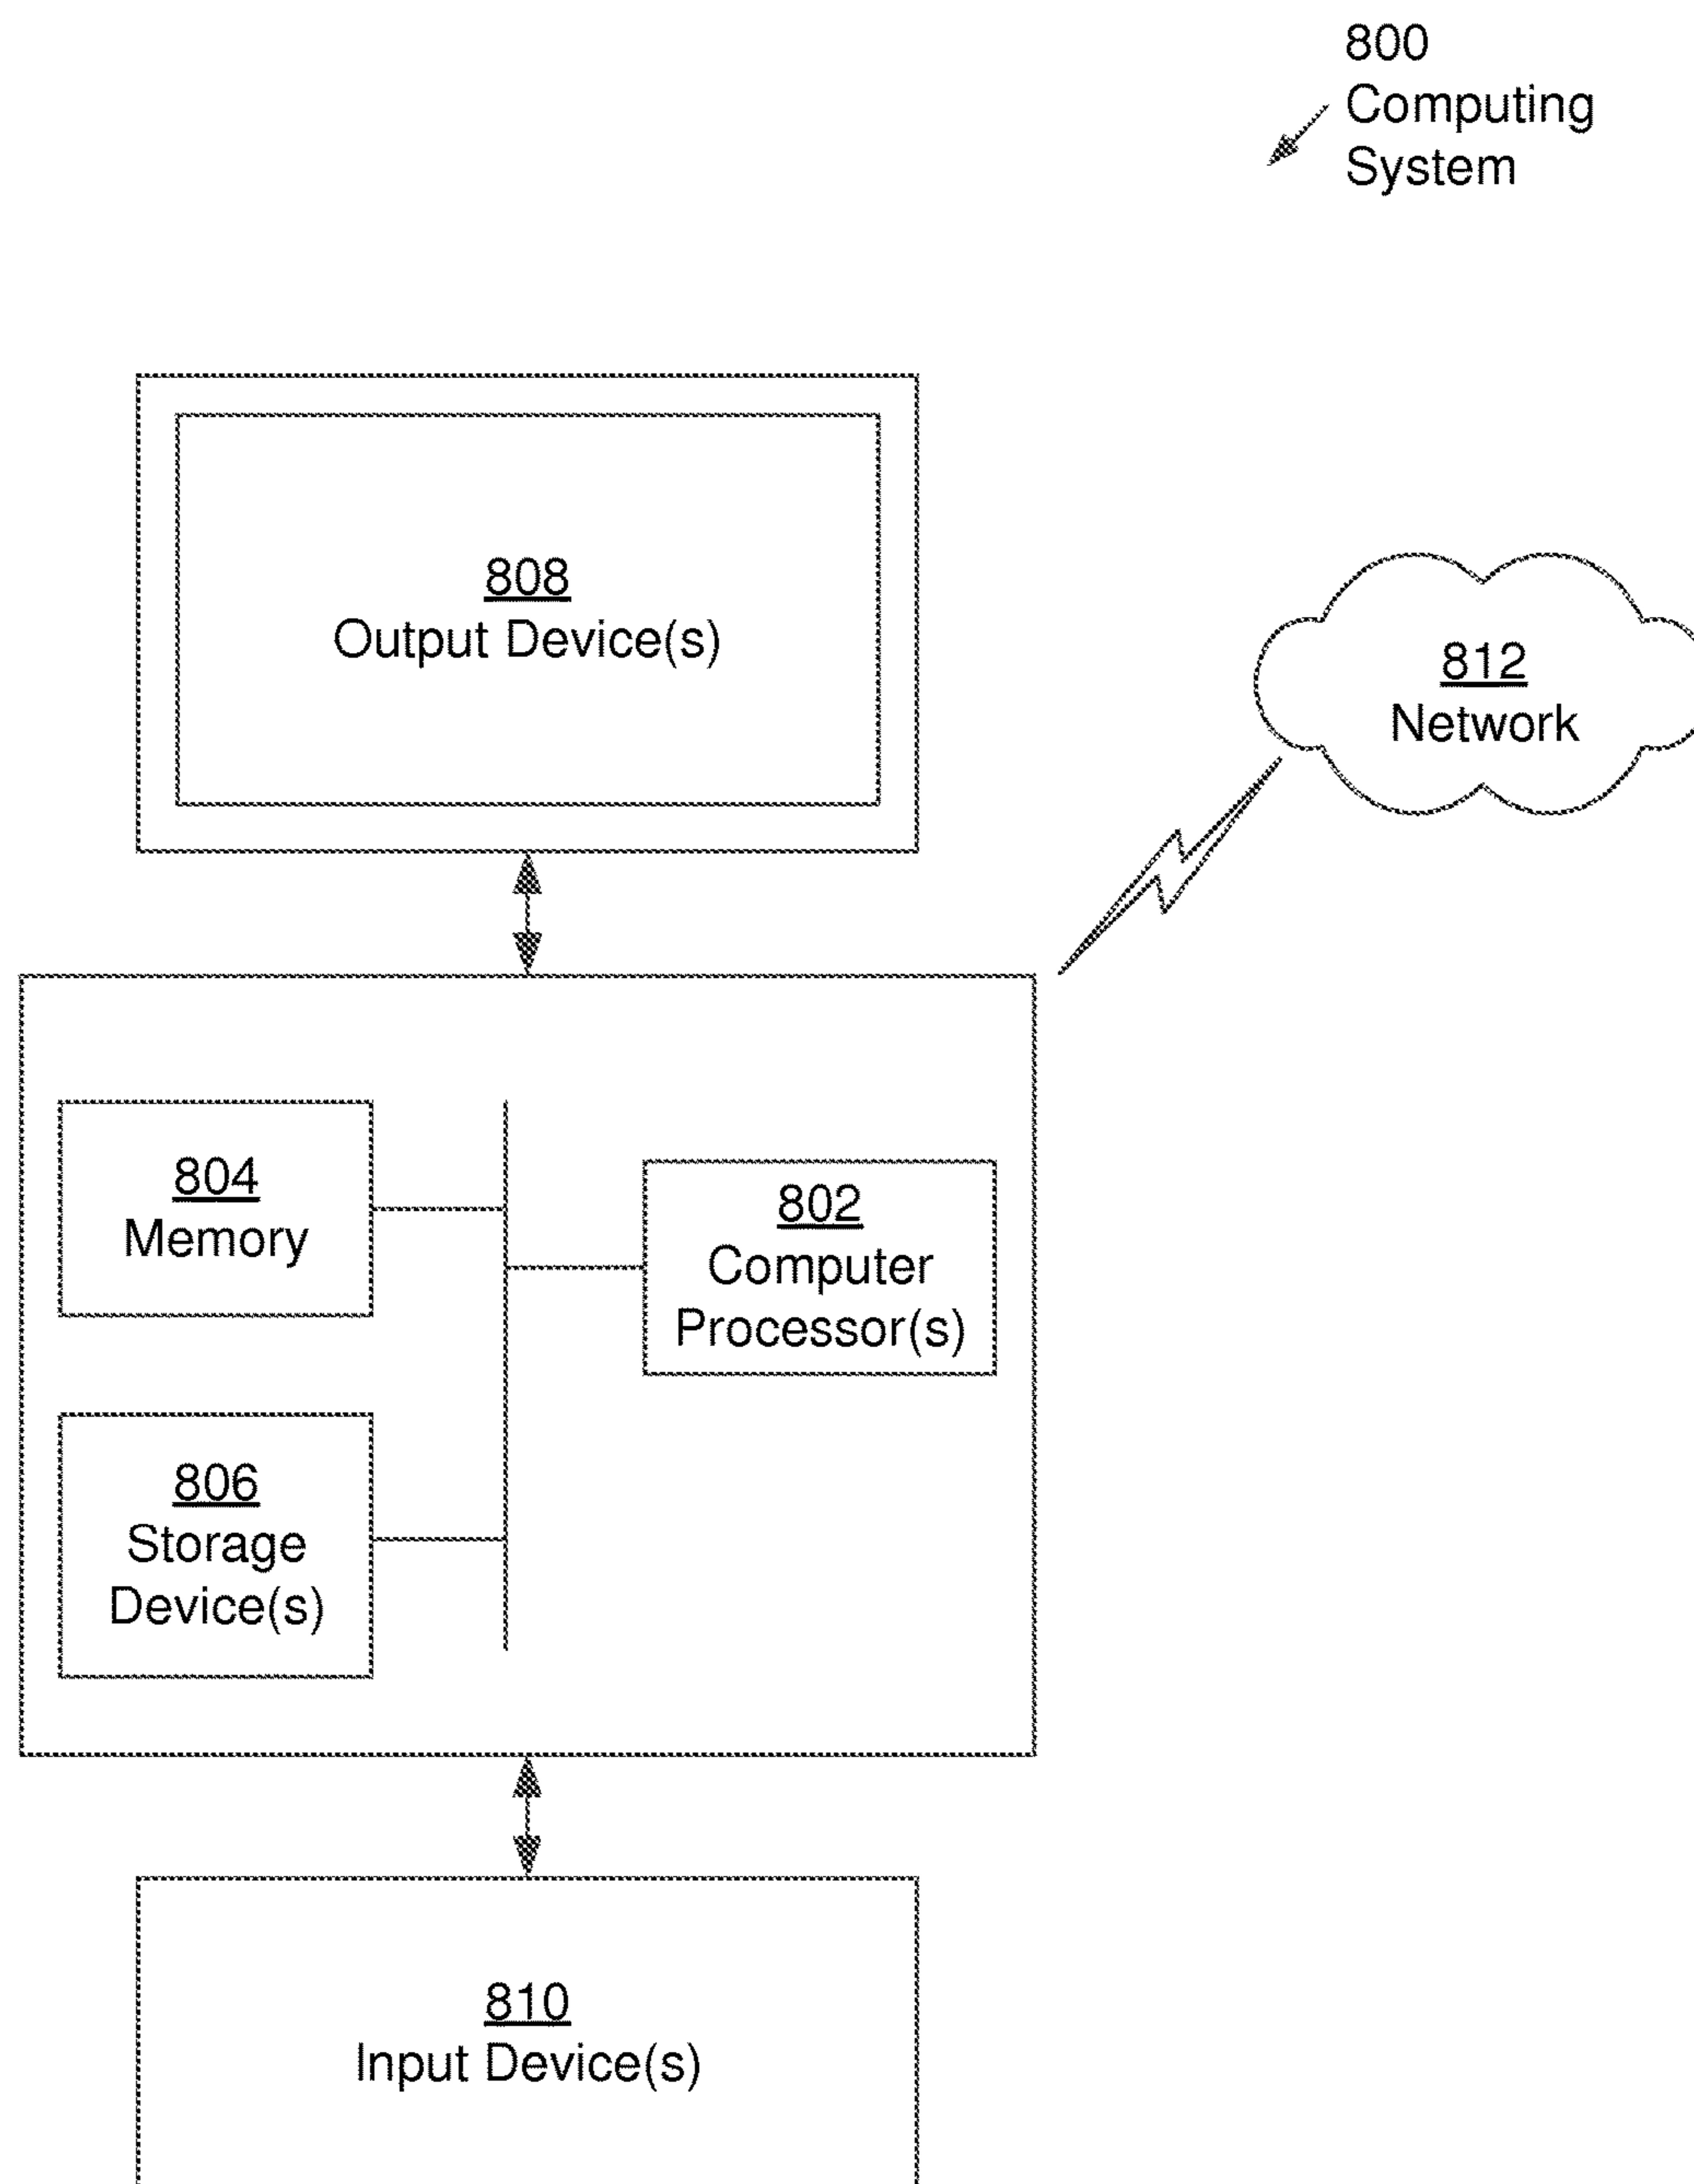 800
Computing
System
808
Output Device(s)
812
Network
804
Memory
802
Computer
Processor(s)
806
Storage
Device(s)
810
Input Device(s)